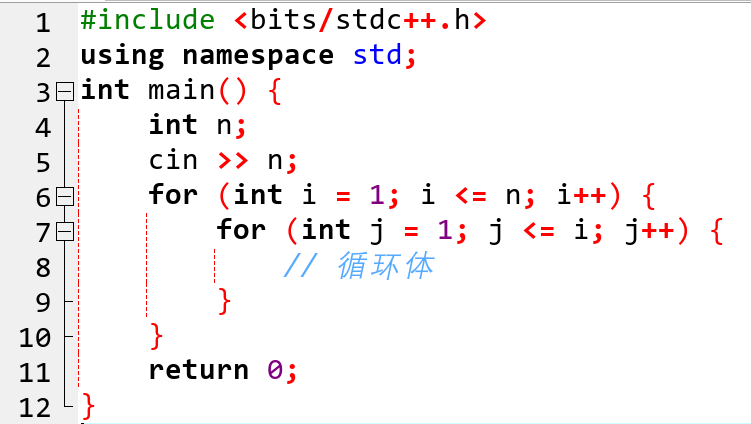 1 #include <bits/stdc++.h>
2 using namespace std;
3 int main() {
4     int n;
5     cin >> n;
6     for (int i = 1; i <= n; i++) {
7         for (int j = 1; j <= i; j++) {
8             // 循环体
9         }
10     }
11     return 0;
12 }